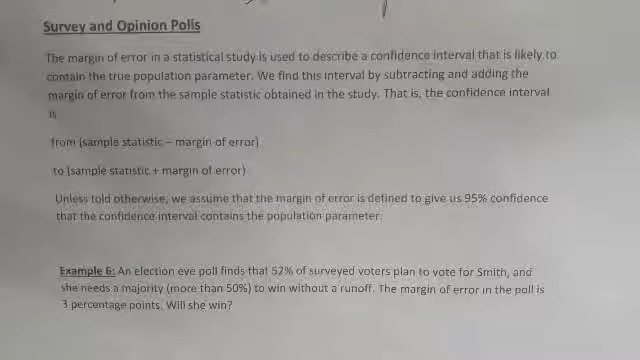 Survey and Opinion Polls
The margin of error in a statistical study is used to describe a confidence interval that is likely to
contain the true population parameter. We find this interval by subtracting and adding the
margin of error from the sample statistic obtained in the study. That is, the confidence interval
is
from (sample statistic – margin of error)
to (sample statistic + margin of error)
Unless told otherwise, we assume that the margin of error is defined to give us 95% confidence
that the confidence interval contains the population parameter.
Example 6: An election eve poll finds that 52% of surveyed voters plan to vote for Smith, and
she needs a majority (more than 50%) to win without a runoff. The margin of error in the poll is
3 percentage points. Will she win?